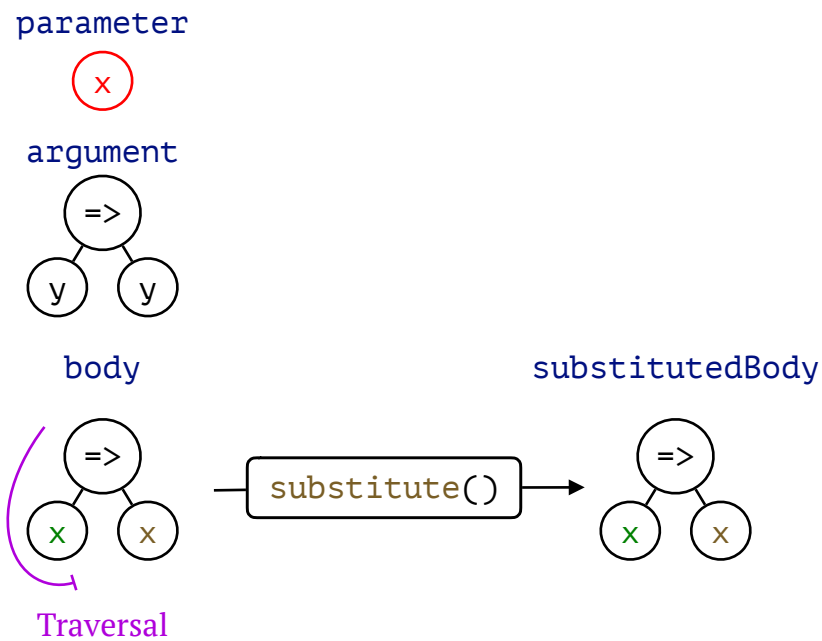 parameter
x
argument
=>
y y
body
substitutedBody
=>
substitute()
=>
x x
x x
Traversal